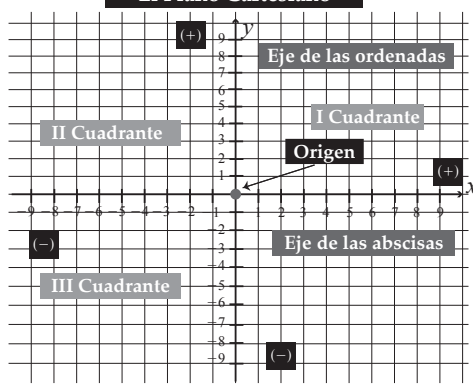 El Plano Cartesiano
(+)
y
9
8
7
6
5
4
3
2
1
Eje de las ordenadas
I Cuadrante
II Cuadrante
Origen
(+)
x
-9 -8 -7 -6 -5 -4 -3 -2 1 1 2 3 4 5 6 7 8 9
(-)
Eje de las abscisas
III Cuadrante
-2
-3
-4
-5
-6
-7
-8
-9
(-)